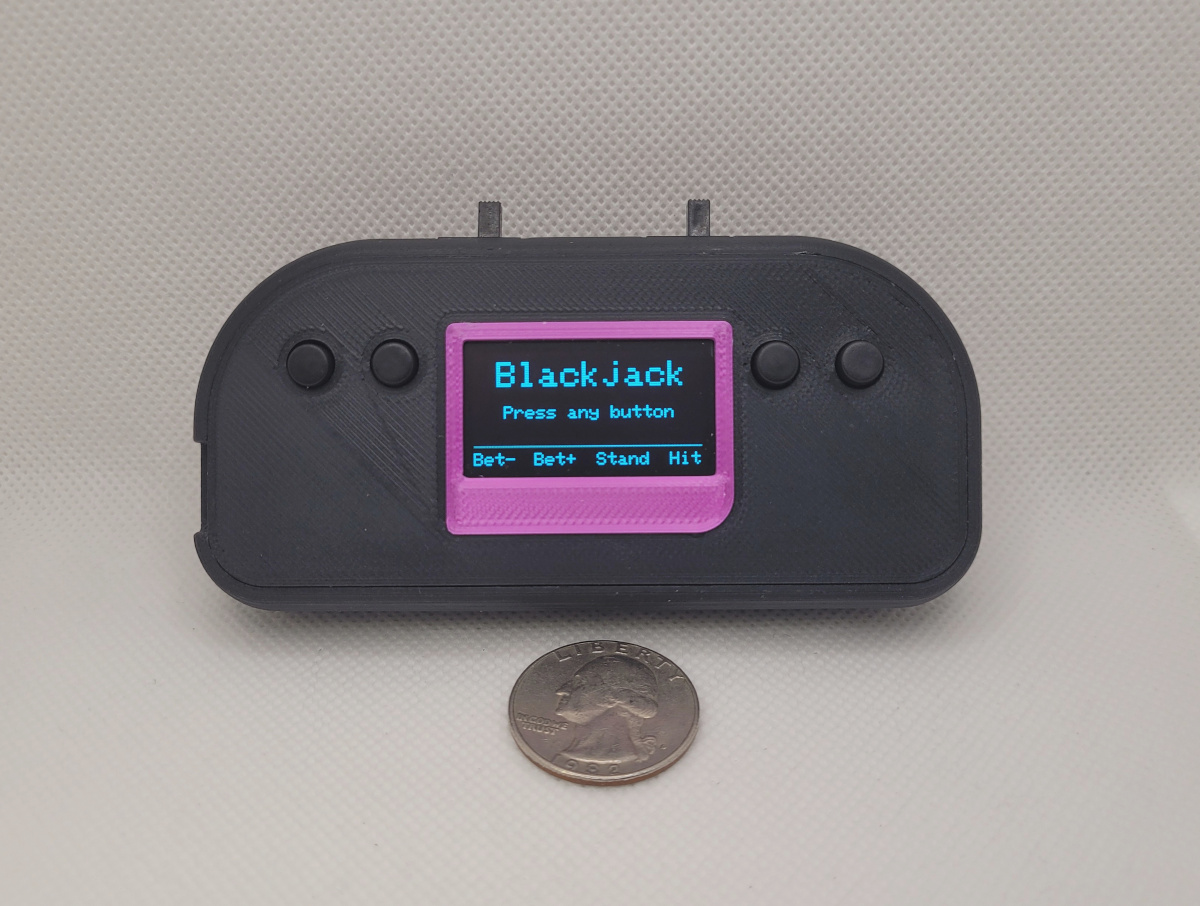 Blackjack
Press any button
Bet- Bet+ Stand Hit
LIBERTY
IN GOD WE
TRUST